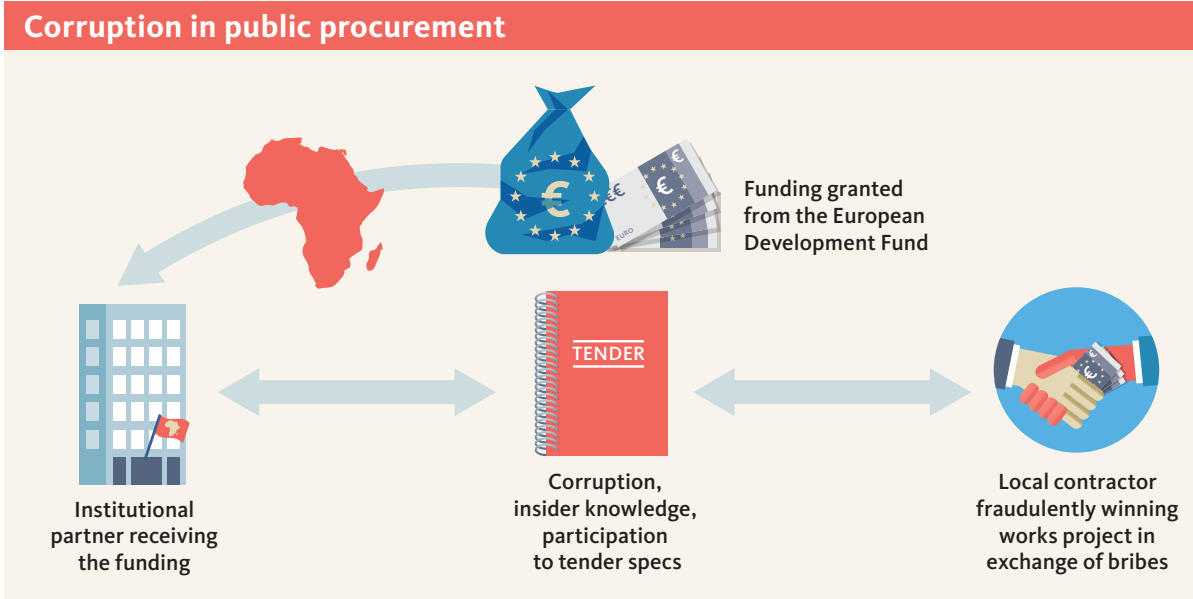 Corruption in public procurement
€
€€
€
€
EURO
Funding granted
from the European
Development Fund
TENDER
€
Institutional
partner receiving
the funding
Corruption,
insider knowledge,
participation
to tender specs
Local contractor
fraudulently winning
works project in
exchange of bribes